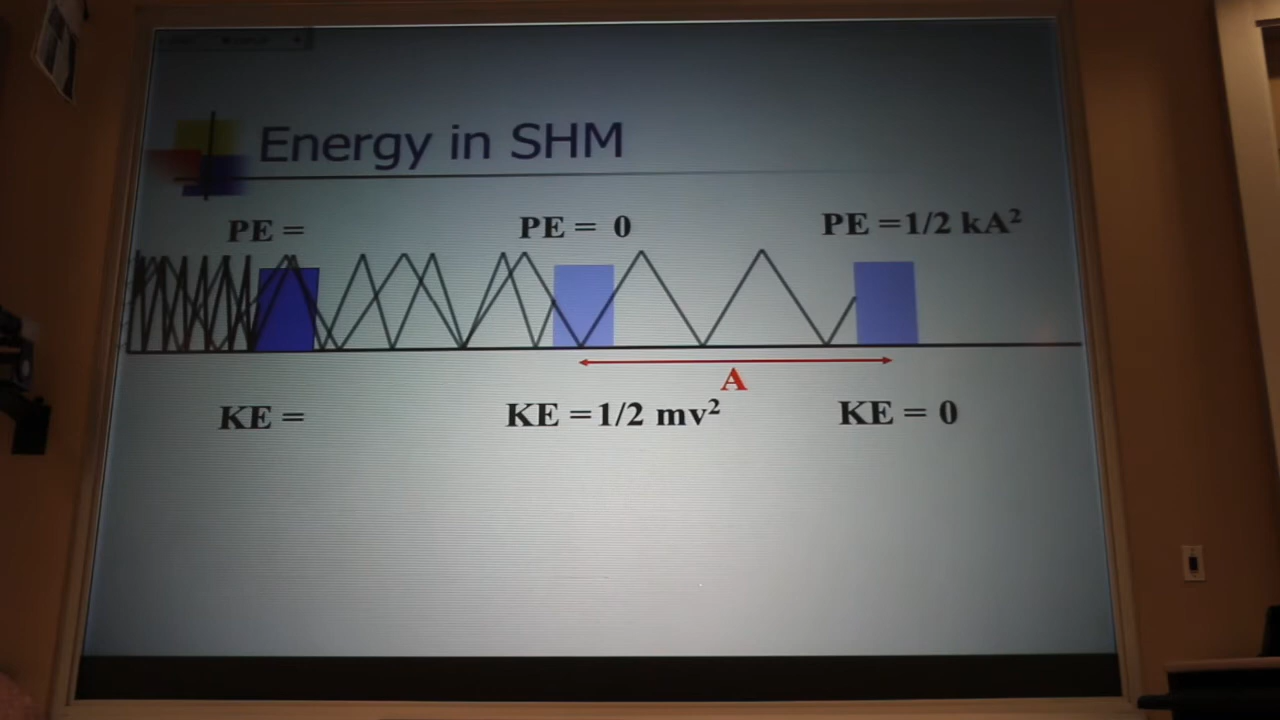 Energy in SHM
PE =
PE = 0
PE =1/2 kA²
A
KE =
KE =1/2 mv²
KE = 0